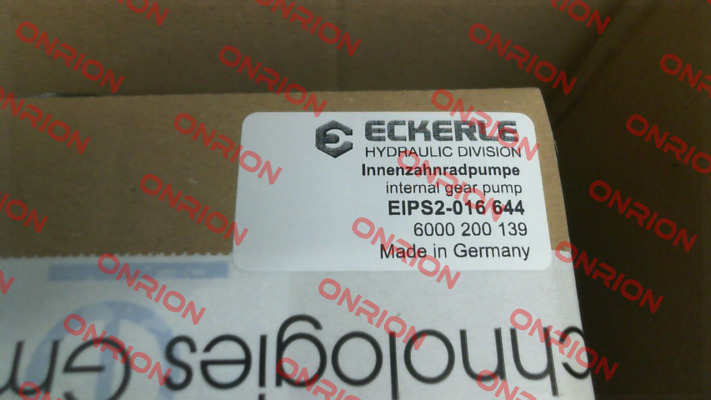 ECKERLE
HYDRAULIC DIVISION
Innenzahnradpumpe
internal gear pump
EIPS2-016 644
6000 200 139
Made in Germany
chnologies Gm
ONRION